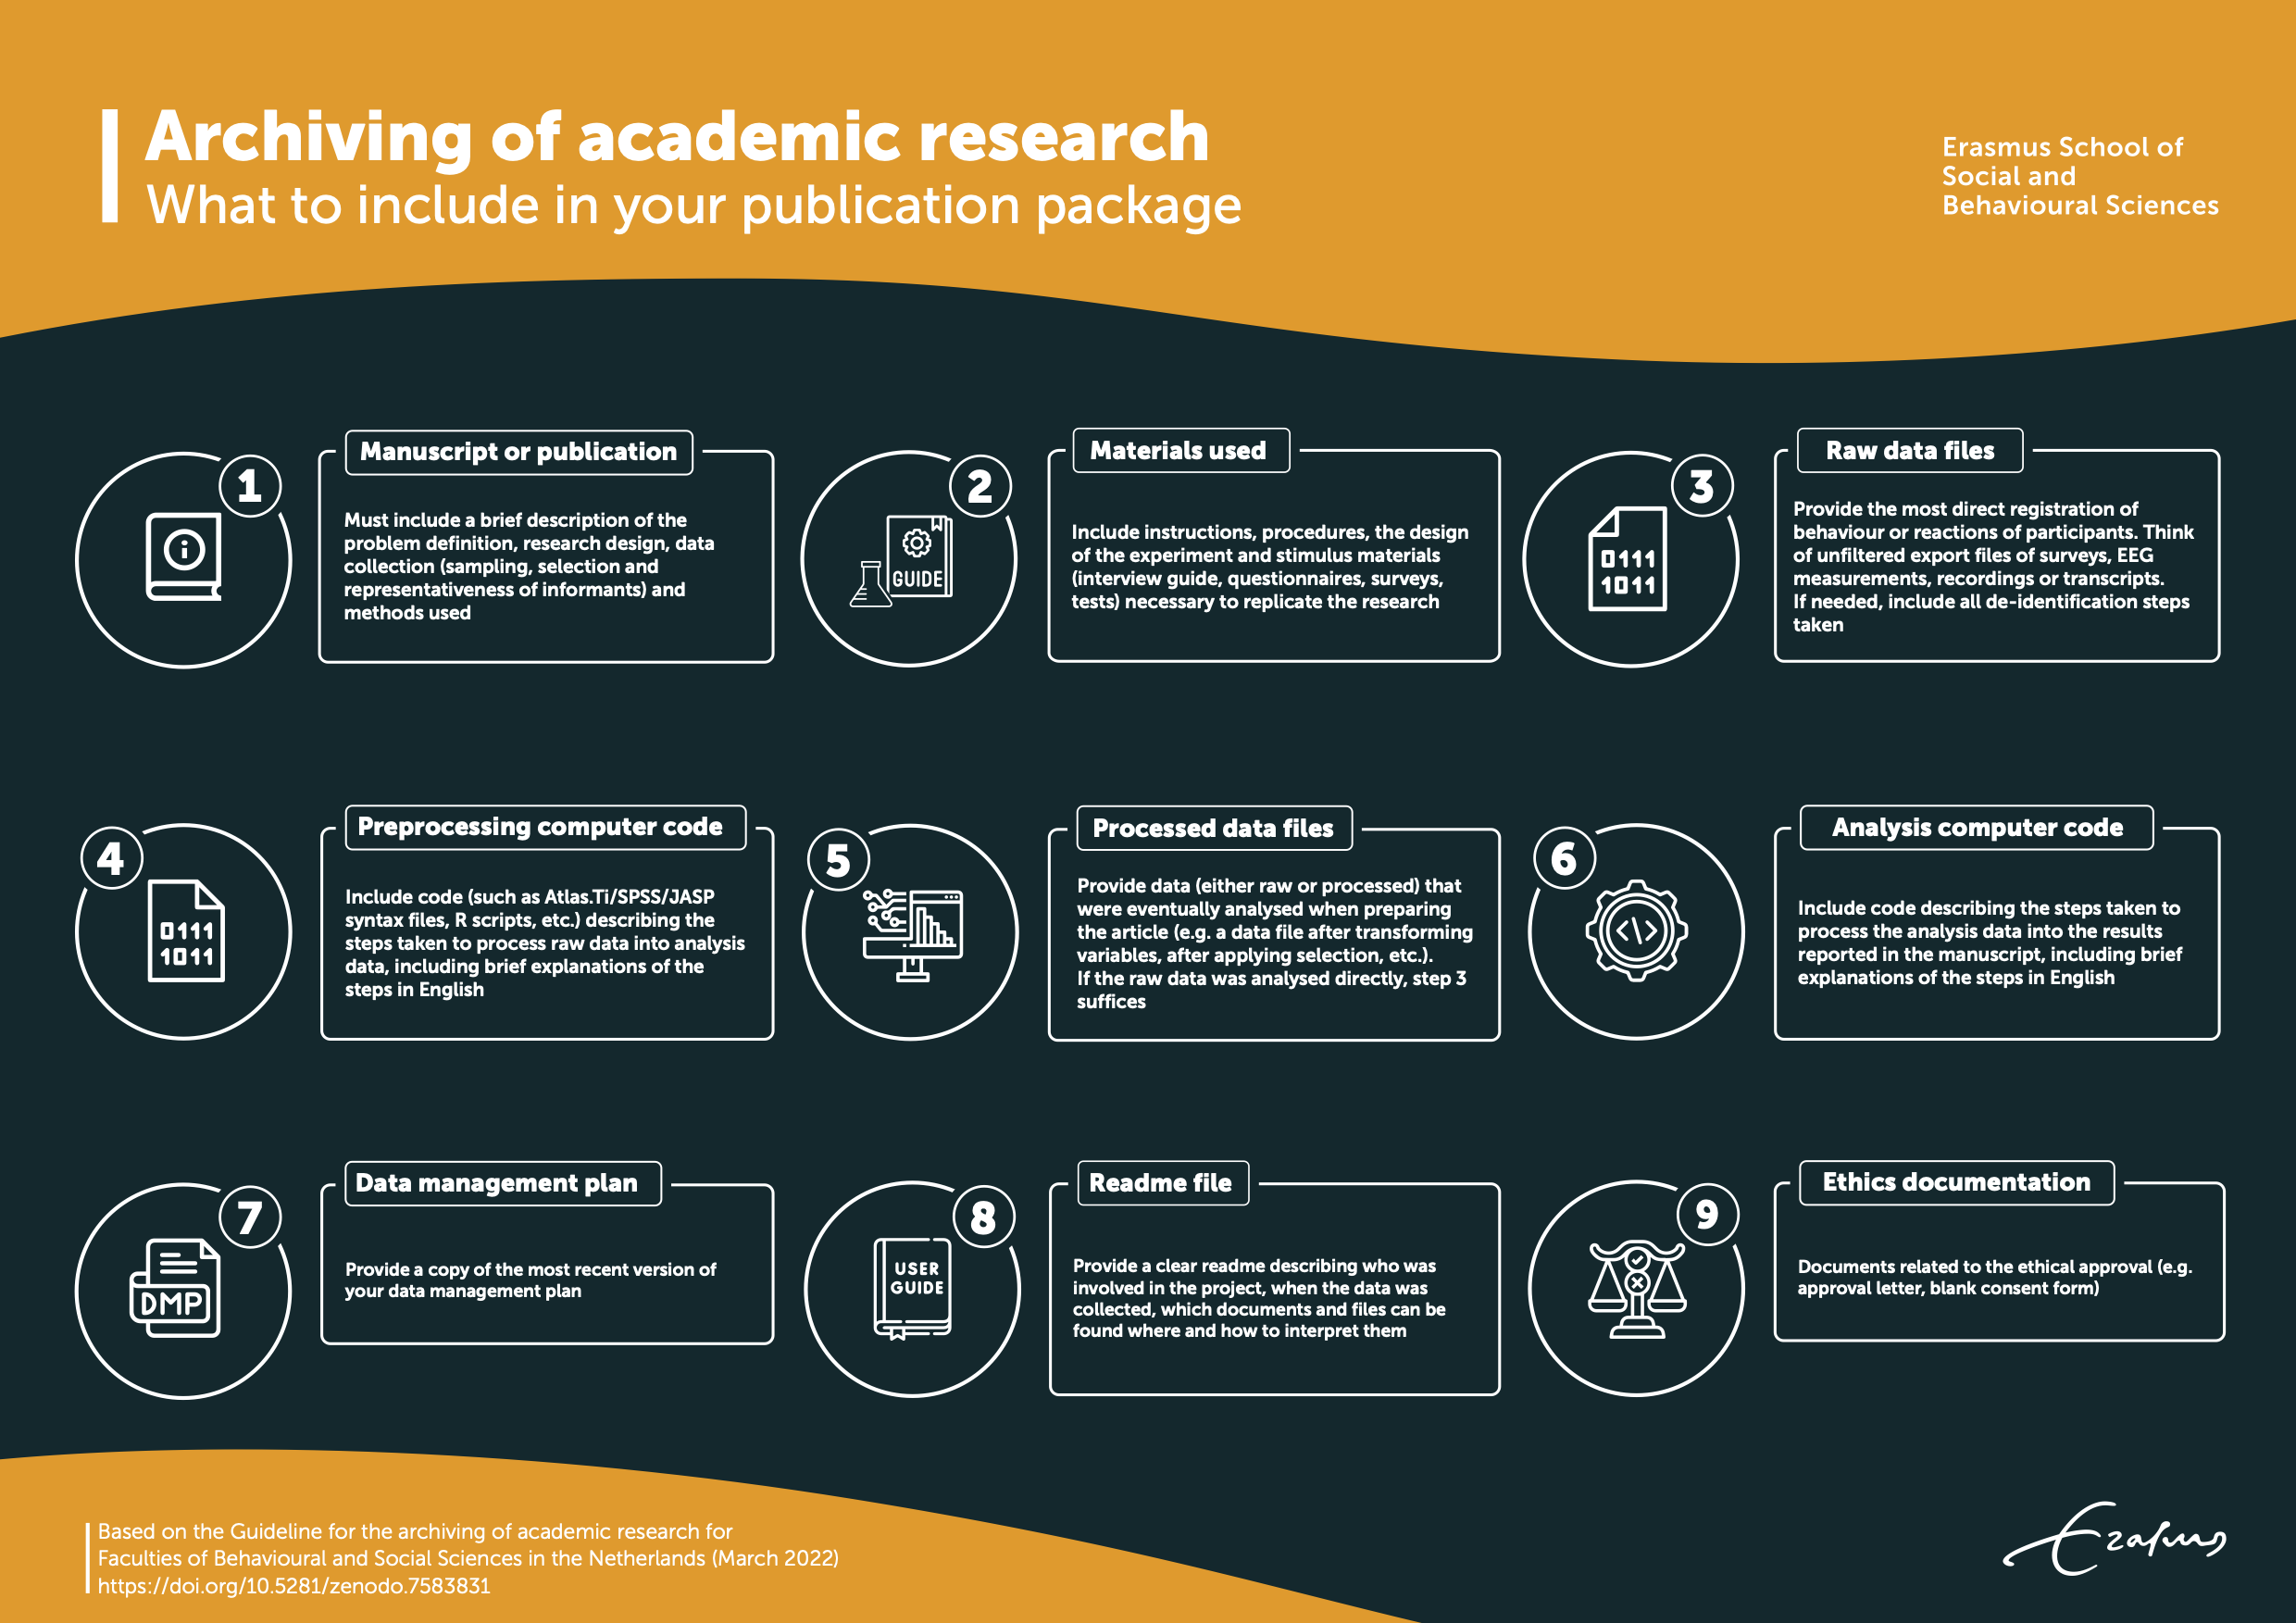 Archiving of academic research
What to include in your publication package
Erasmus School of
Social and
Behavioural Sciences
1
Manuscript or publication
Must include a brief description of the
problem definition, research design, data
collection (sampling, selection and
representativeness of informants) and
methods used
2
GUIDE
Materials used
Include instructions, procedures, the design
of the experiment and stimulus materials
(interview guide, questionnaires, surveys,
tests) necessary to replicate the research
3
0111
1011
Raw data files
Provide the most direct registration of
behaviour or reactions of participants. Think
of unfiltered export files of surveys, EEG
measurements, recordings or transcripts.
If needed, include all de-identification steps
taken
4
0111
1011
Preprocessing computer code
Include code (such as Atlas.Ti/SPSS/JASP
syntax files, R scripts, etc.) describing the
steps taken to process raw data into analysis
data, including brief explanations of the
steps in English
5
Processed data files
Provide data (either raw or processed) that
were eventually analysed when preparing
the article (e.g. a data file after transforming
variables, after applying selection, etc.).
If the raw data was analysed directly, step 3
suffices
6
Analysis computer code
Include code describing the steps taken to
process the analysis data into the results
reported in the manuscript, including brief
explanations of the steps in English
7
DMP
Data management plan
Provide a copy of the most recent version of
your data management plan
8
USER
GUIDE
Readme file
Provide a clear readme describing who was
involved in the project, when the data was
collected, which documents and files can be
found where and how to interpret them
9
Ethics documentation
Documents related to the ethical approval (e.g.
approval letter, blank consent form)
Based on the Guideline for the archiving of academic research for
Faculties of Behavioural and Social Sciences in the Netherlands (March 2022)
https://doi.org/10.5281/zenodo.7583831
Erasmus